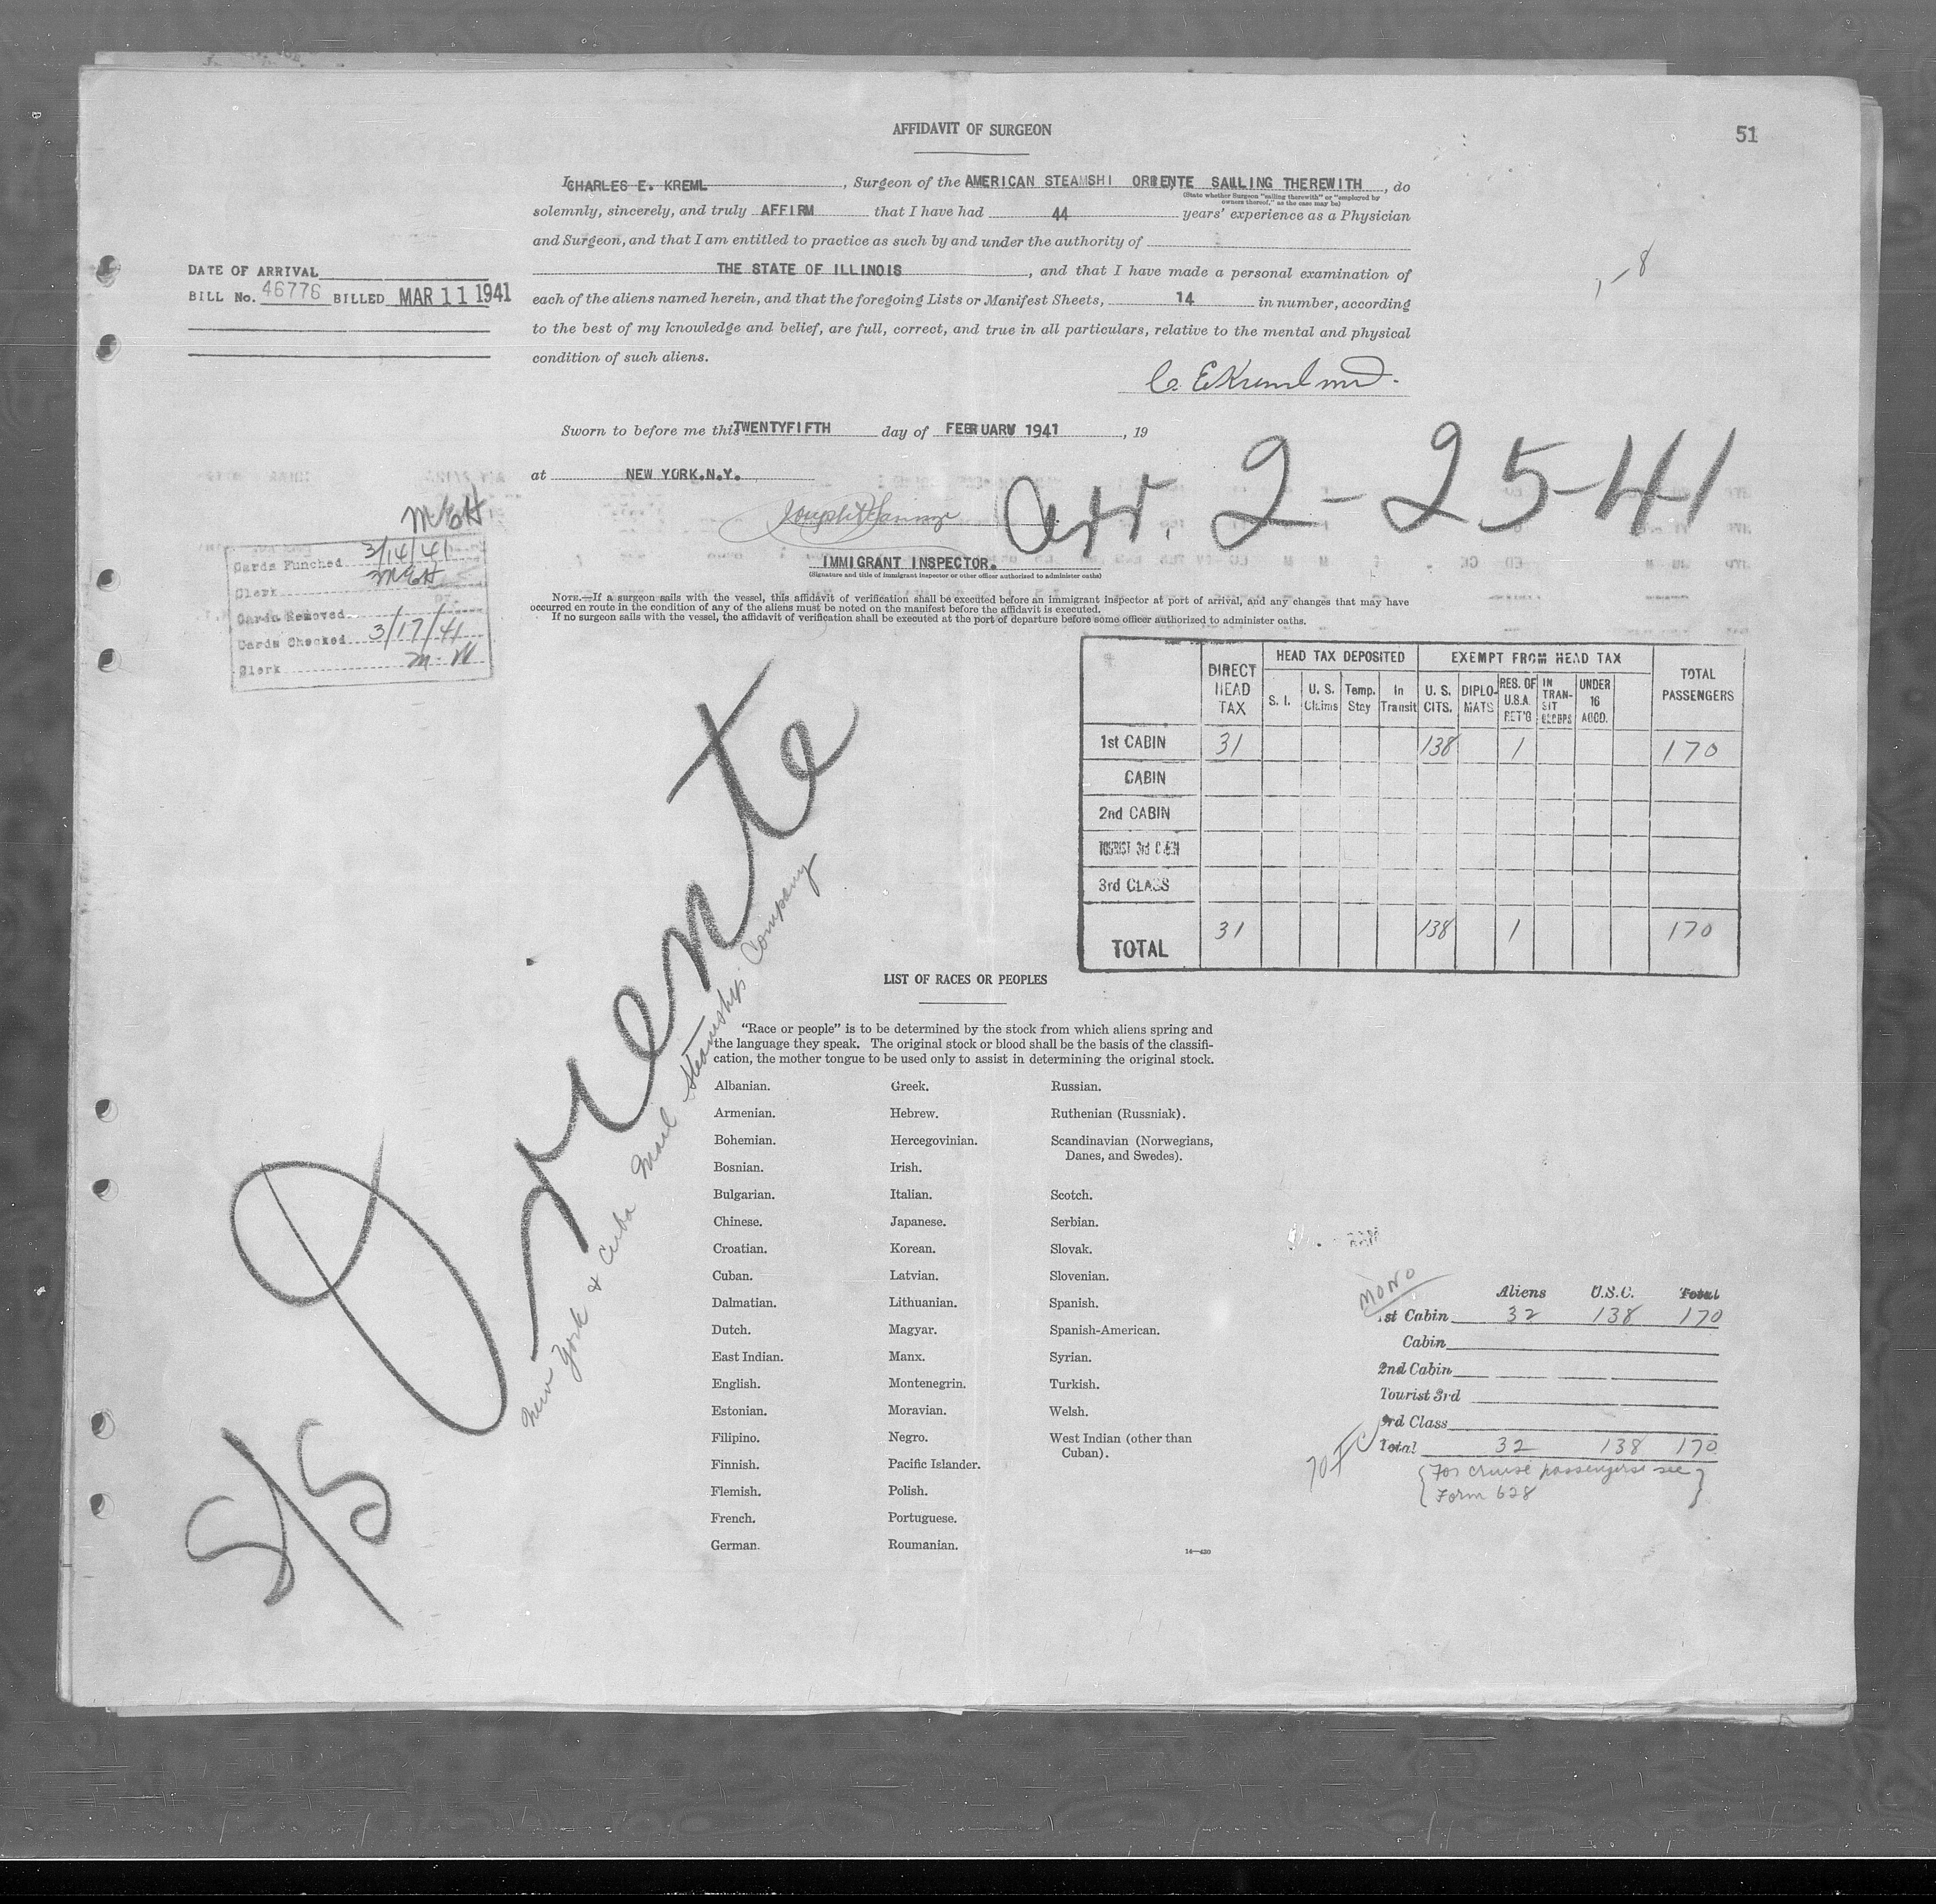 AFFIDAVIT OF SURGEON
51
I CHARLES E. KREML, Surgeon of the AMERICAN STEAMSHI ORIENTE SAILING THEREWITH, do
(State whether Surgeon "sailing therewith" or "employed by
owners thereof," as the case may be)
solemnly, sincerely, and truly AFFIRM that I have had 44 years' experience as a Physician
and Surgeon, and that I am entitled to practice as such by and under the authority of
THE STATE OF ILLINOIS, and that I have made a personal examination of
each of the aliens named herein, and that the foregoing Lists or Manifest Sheets, 14 in number, according
to the best of my knowledge and belief, are full, correct, and true in all particulars, relative to the mental and physical
condition of such aliens.
C. E Kreml MD.
DATE OF ARRIVAL
BILL No. 46776 BILLED MAR 11 1941
Sworn to before me this TWENTYFIFTH day of FEBRUARY 1941, 19
at NEW YORK.N.Y.
arr. 2-25-41
IMMIGRANT INSPECTOR.
(Signature and title of immigrant inspector or other officer authorized to administer oaths)
McH.
Cards Punched 3/14/41
Clerk McH
Cards Removed
Cards Checked 3/17/41
Clerk M. W
NOTE.—If a surgeon sails with the vessel, this affidavit of verification shall be executed before an immigrant inspector at port of arrival, and any changes that may have
occurred en route in the condition of any of the aliens must be noted on the manifest before the affidavit is executed.
If no surgeon sails with the vessel, the affidavit of verification shall be executed at the port of departure before some officer authorized to administer oaths.
DIRECT HEAD TAX HEAD TAX DEPOSITED EXEMPT FROM HEAD TAX TOTAL PASSENGERS
S. I. U. S. Claims Temp. Stay In Transit U. S. CITS. DIPLOMATS RES. OF U.S.A. RET'G IN TRANSIT GROUPS UNDER 16 ACCD.
1st CABIN 31 138 1 170
CABIN
2nd CABIN
TOURIST 3rd CABIN
3rd CLASS
TOTAL 31 138 1 170
S/S Oriente
New York & Cuba Mail Steamship Company
LIST OF RACES OR PEOPLES
"Race or people" is to be determined by the stock from which aliens spring and
the language they speak. The original stock or blood shall be the basis of the classifi-
cation, the mother tongue to be used only to assist in determining the original stock.
Albanian.
Armenian.
Bohemian.
Bosnian.
Bulgarian.
Chinese.
Croatian.
Cuban.
Dalmatian.
Dutch.
East Indian.
English.
Estonian.
Filipino.
Finnish.
Flemish.
French.
German.
Greek.
Hebrew.
Hercegovinian.
Irish.
Italian.
Japanese.
Korean.
Latvian.
Lithuanian.
Magyar.
Manx.
Montenegrin.
Moravian.
Negro.
Pacific Islander.
Polish.
Portuguese.
Roumanian.
Russian.
Ruthenian (Russniak).
Scandinavian (Norwegians,
Danes, and Swedes).
Scotch.
Serbian.
Slovak.
Slovenian.
Spanish.
Spanish-American.
Syrian.
Turkish.
Welsh.
West Indian (other than
Cuban).
16—420
MONO
Aliens U.S.C. Total
1st Cabin 32 138 170
Cabin
2nd Cabin
Tourist 3rd
3rd Class
Total 32 138 170
{For cruise passengers see
Form 628}